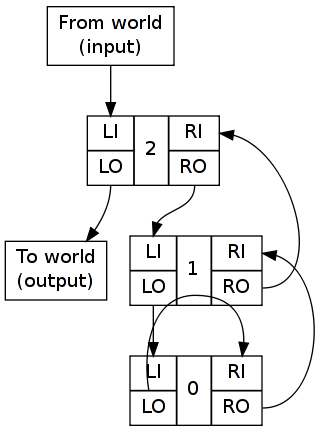 From world
(input)
LI
2
RI
LO
RO
To world
(output)
LI
1
RI
LO
RO
LI
0
RI
LO
RO